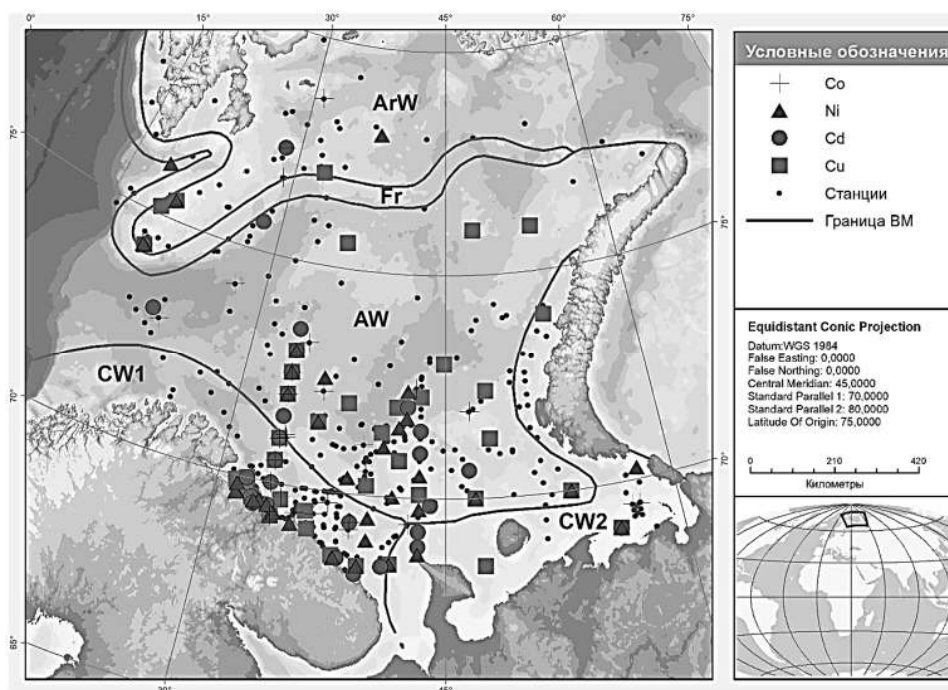 0° 15° 30° 45° 60° 75°
75°
75°
70°
70°
65°
65°
30°
ArW
Fr
AW
CW1
CW2
Условные обозначения
Co
Ni
Cd
Cu
Станции
Граница ВМ
Equidistant Conic Projection
Datum:WGS 1984
False Easting: 0,0000
False Northing: 0,0000
Central Meridian: 45,0000
Standard Parallel 1: 70,0000
Standard Parallel 2: 80,0000
Latitude Of Origin: 75,0000
0 210 420
Километры